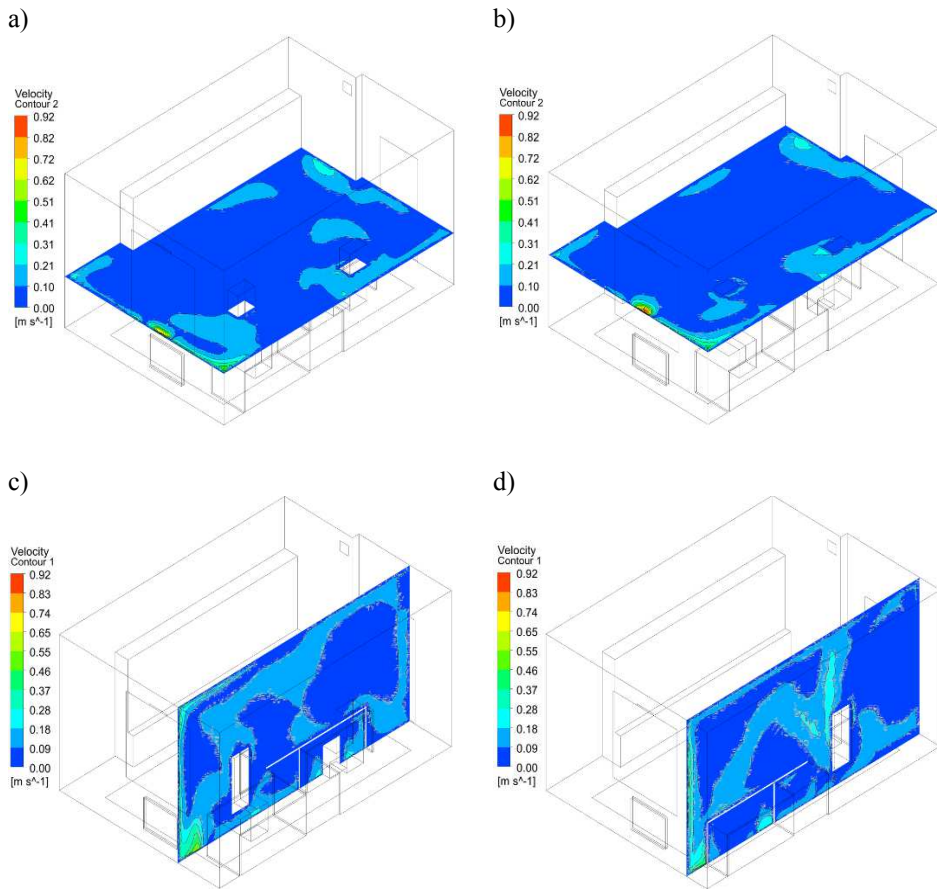 a)
Velocity
Contour 2
0.92
0.82
0.72
0.62
0.51
0.41
0.31
0.21
0.10
0.00
[m s^-1]
b)
Velocity
Contour 2
0.92
0.82
0.72
0.62
0.51
0.41
0.31
0.21
0.10
0.00
[m s^-1]
c)
Velocity
Contour 1
0.92
0.83
0.74
0.65
0.55
0.46
0.37
0.28
0.18
0.09
0.00
[m s^-1]
d)
Velocity
Contour 1
0.92
0.83
0.74
0.65
0.55
0.46
0.37
0.28
0.18
0.09
0.00
[m s^-1]